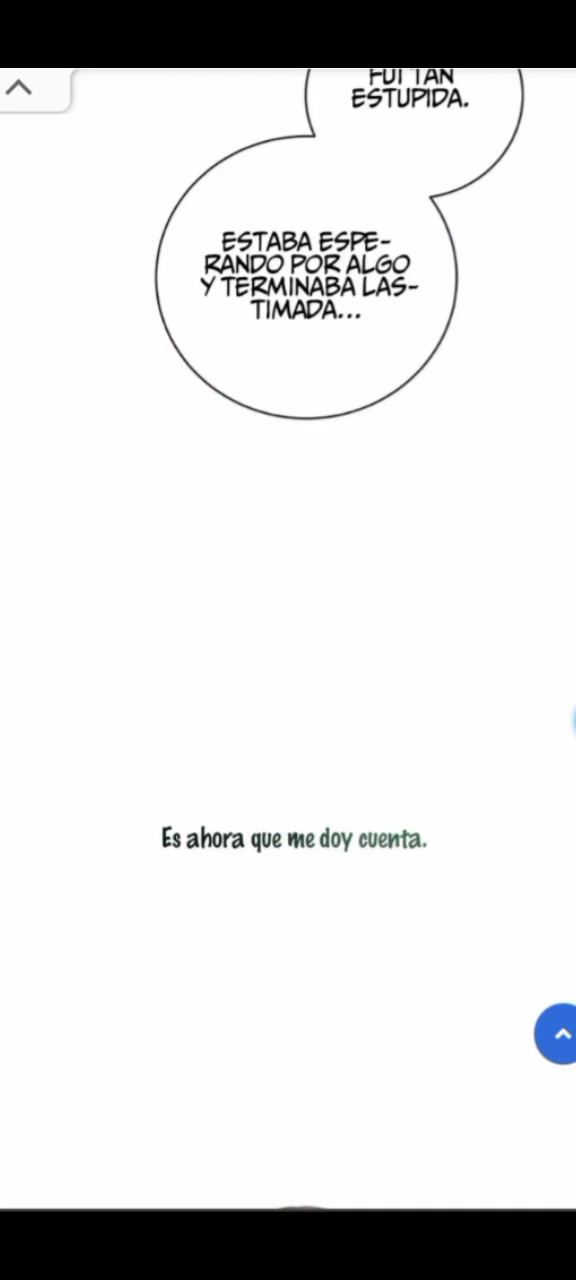 FUI TAN
ESTUPIDA.
ESTABA ESPE-
RANDO POR ALGO
Y TERMINABA LAS-
TIMADA...
Es ahora que me doy cuenta.